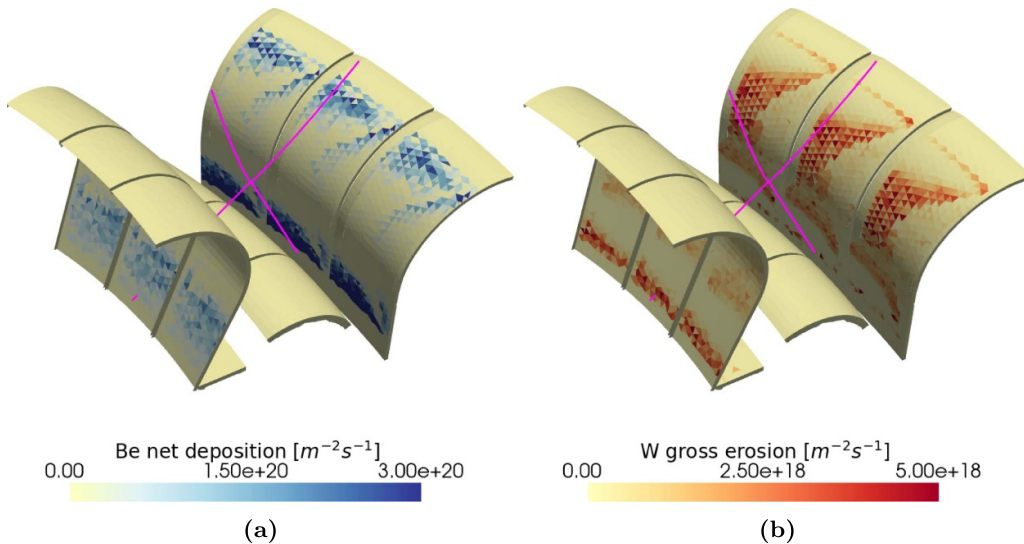 Be net deposition [m⁻²s⁻¹]
0.00 1.50e+20 3.00e+20
(a)
W gross erosion [m⁻²s⁻¹]
0.00 2.50e+18 5.00e+18
(b)